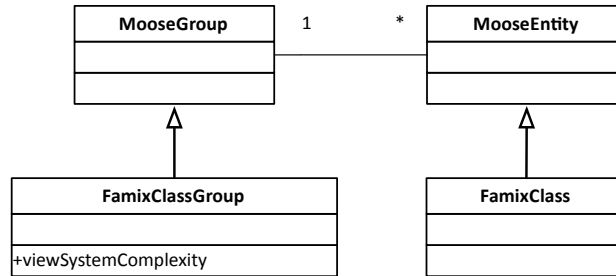 MooseGroup
1
*
MooseEntity
FamixClassGroup
FamixClass
+viewSystemComplexity